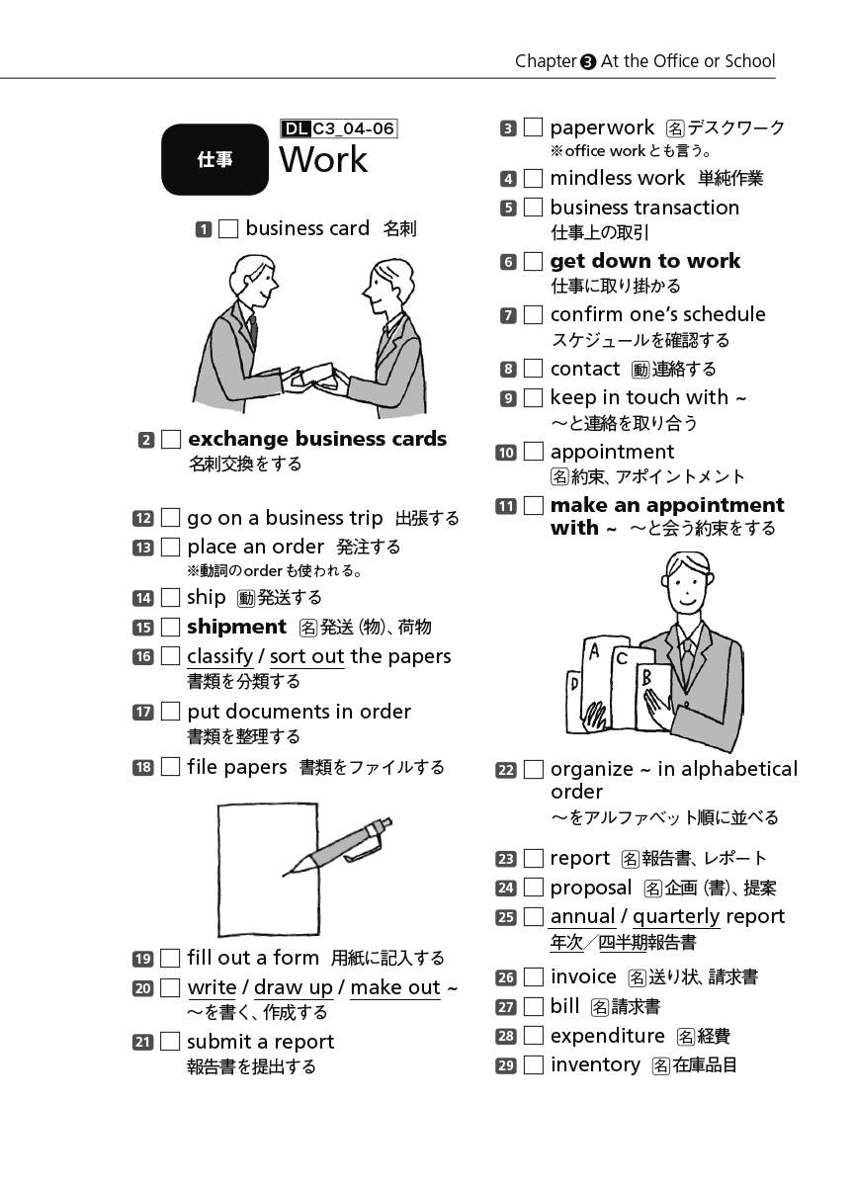 Chapter 3 At the Office or School
仕事
DL C3_04-06
Work
1 □ business card 名刺
2 □ exchange business cards
名刺交換をする
3 □ paperwork 名デスクワーク
※office workとも言う。
4 □ mindless work 単純作業
5 □ business transaction
仕事上の取引
6 □ get down to work
仕事に取り掛かる
7 □ confirm one's schedule
スケジュールを確認する
8 □ contact 動連絡する
9 □ keep in touch with ~
〜と連絡を取り合う
10 □ appointment
名約束、アポイントメント
11 □ make an appointment
with ~ 〜と会う約束をする
12 □ go on a business trip 出張する
13 □ place an order 発注する
※動詞のorderも使われる。
14 □ ship 動発送する
15 □ shipment 名発送（物）、荷物
16 □ classify / sort out the papers
書類を分類する
17 □ put documents in order
書類を整理する
18 □ file papers 書類をファイルする
19 □ fill out a form 用紙に記入する
20 □ write / draw up / make out ~
〜を書く、作成する
21 □ submit a report
報告書を提出する
D A C B
22 □ organize ~ in alphabetical
order
〜をアルファベット順に並べる
23 □ report 名報告書、レポート
24 □ proposal 名企画（書）、提案
25 □ annual / quarterly report
年次／四半期報告書
26 □ invoice 名送り状、請求書
27 □ bill 名請求書
28 □ expenditure 名経費
29 □ inventory 名在庫品目